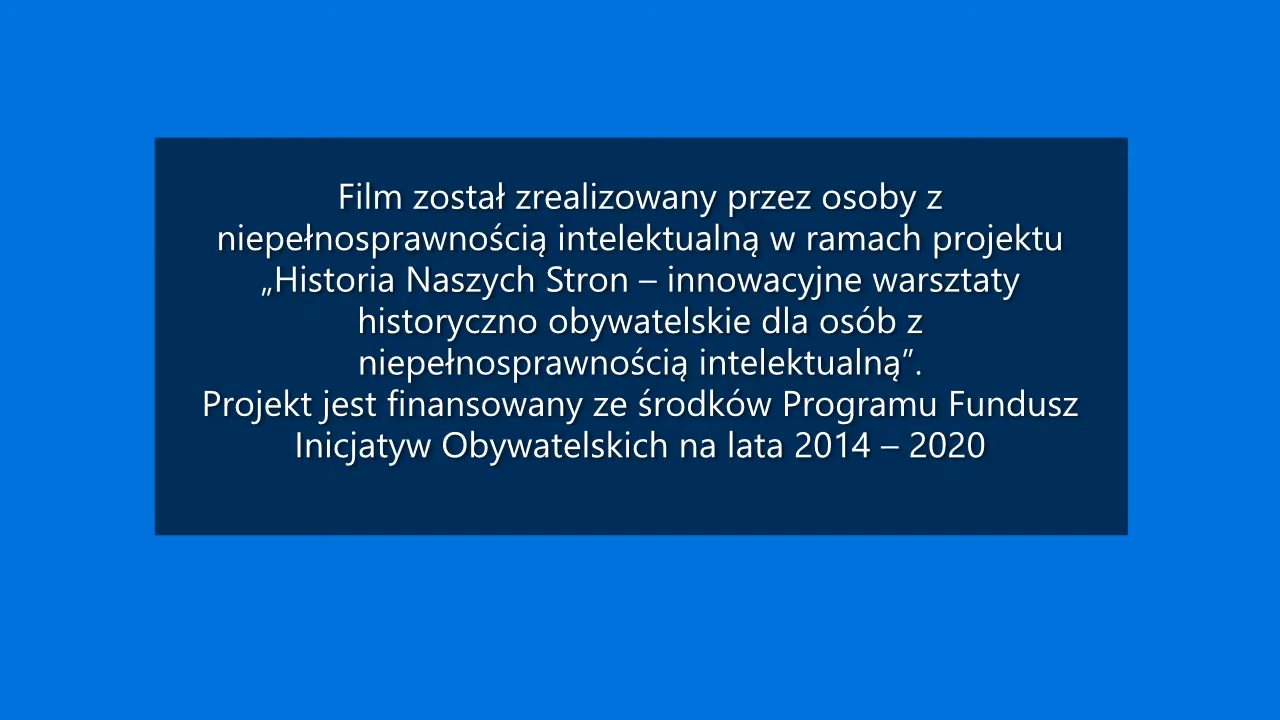 Film został zrealizowany przez osoby z
niepełnosprawnością intelektualną w ramach projektu
„Historia Naszych Stron – innowacyjne warsztaty
historyczno obywatelskie dla osób z
niepełnosprawnością intelektualną”.
Projekt jest finansowany ze środków Programu Fundusz
Inicjatyw Obywatelskich na lata 2014 – 2020